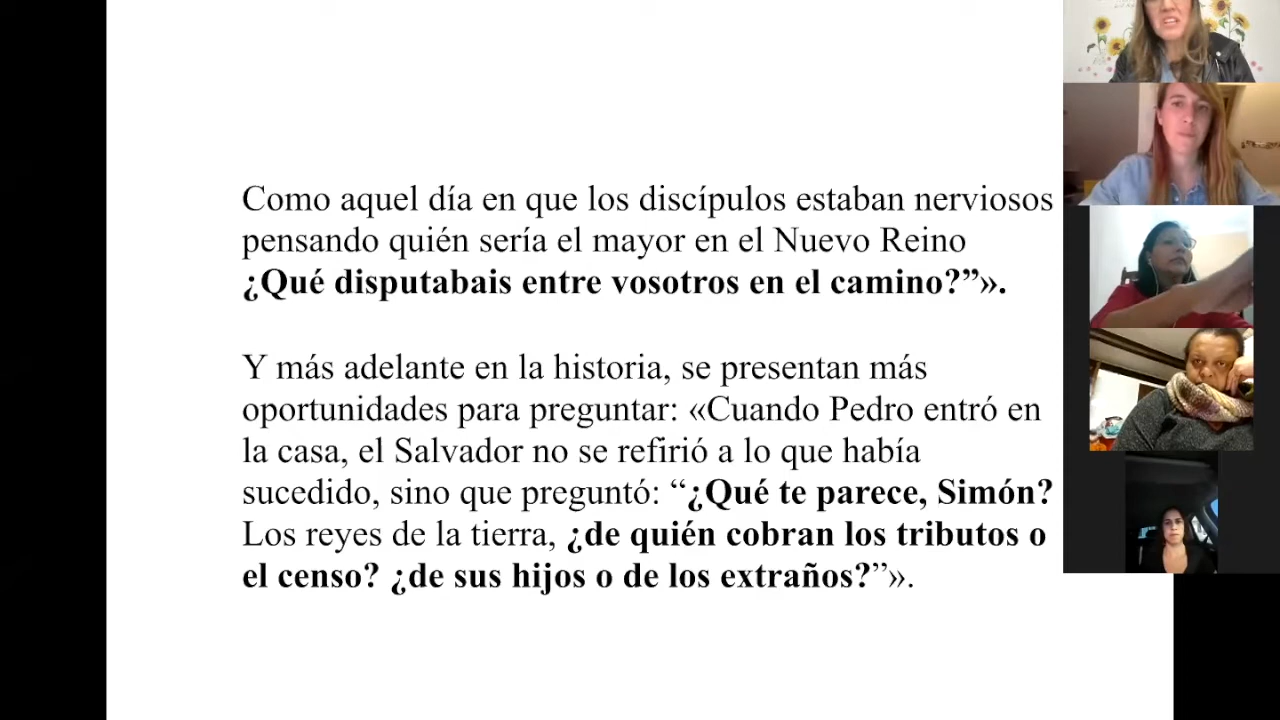 Como aquel día en que los discípulos estaban nerviosos
pensando quién sería el mayor en el Nuevo Reino
¿Qué disputabais entre vosotros en el camino?”».
Y más adelante en la historia, se presentan más
oportunidades para preguntar: «Cuando Pedro entró en
la casa, el Salvador no se refirió a lo que había
sucedido, sino que preguntó: “¿Qué te parece, Simón?
Los reyes de la tierra, ¿de quién cobran los tributos o
el censo? ¿de sus hijos o de los extraños?”».